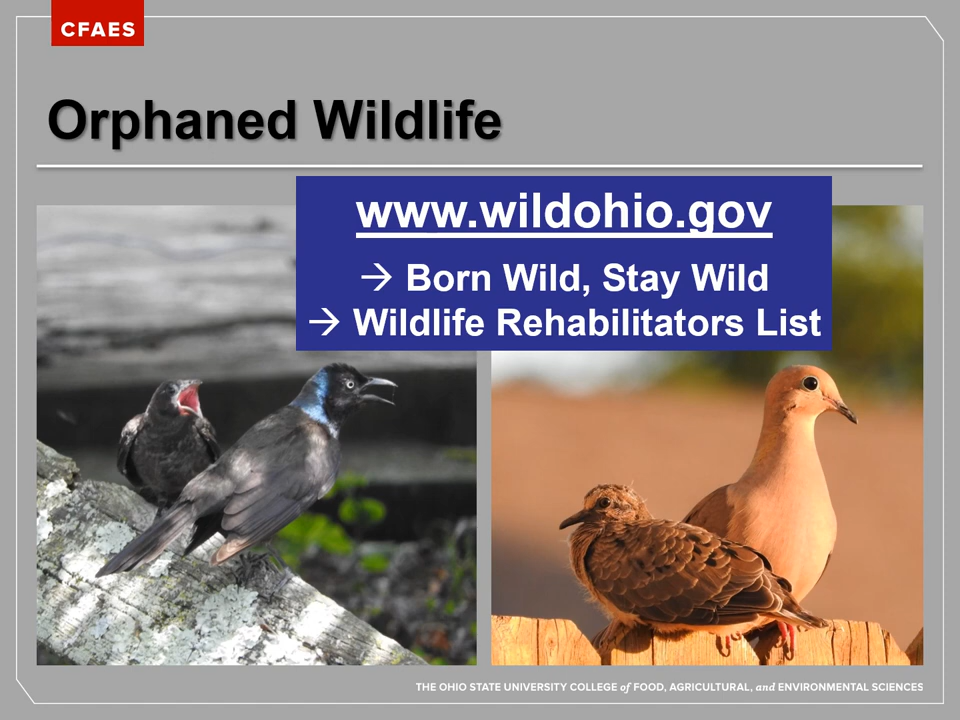 CFAES
Orphaned Wildlife
www.wildohio.gov
→ Born Wild, Stay Wild
→ Wildlife Rehabilitators List
THE OHIO STATE UNIVERSITY COLLEGE of FOOD, AGRICULTURAL, and ENVIRONMENTAL SCIENCES